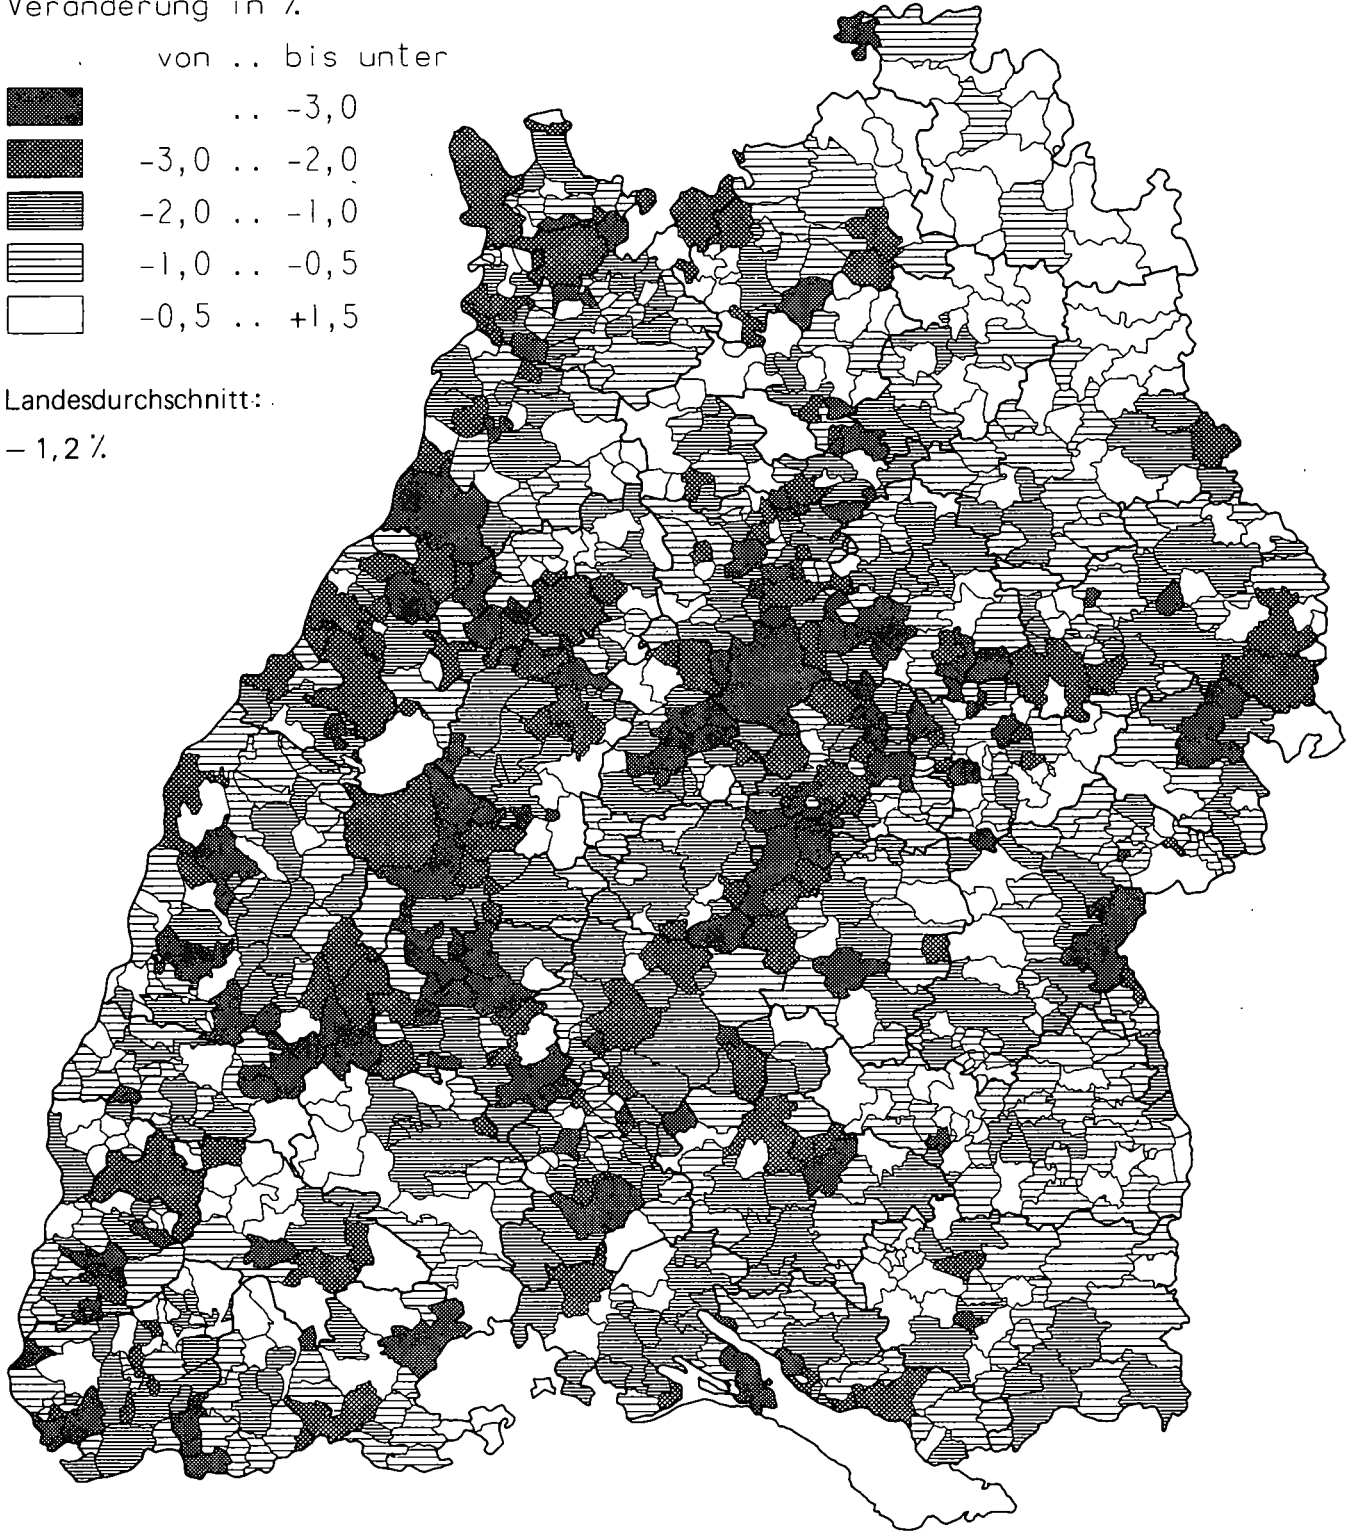 Veränderung in %
von .. bis unter
.. -3,0
-3,0 .. -2,0
-2,0 .. -1,0
-1,0 .. -0,5
-0,5 .. +1,5
Landesdurchschnitt:
– 1,2 %